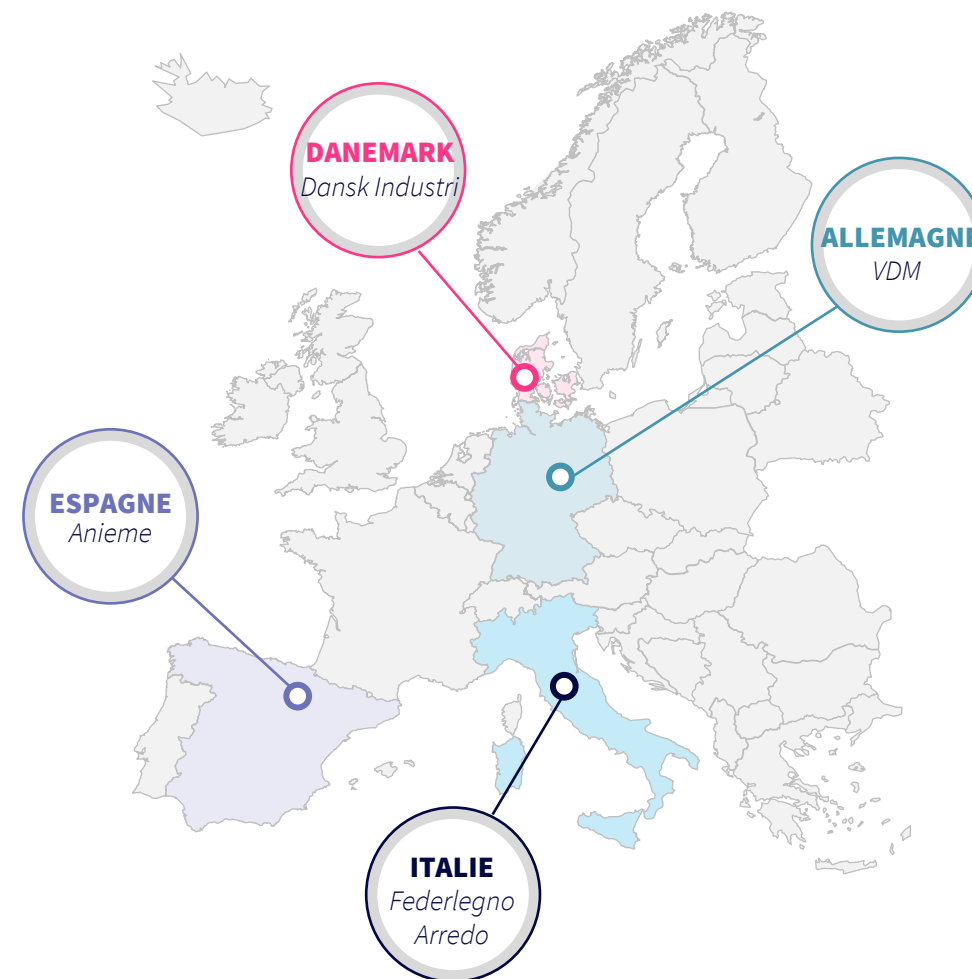 DANEMARK
Dansk Industri
ALLEMAGNE
VDM
ESPAGNE
Anieme
ITALIE
Federlegno
Arredo